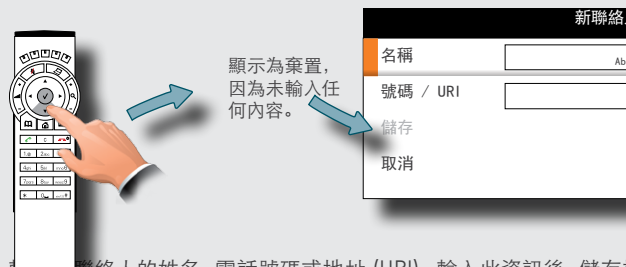 新聯絡人
名稱
Ab
號碼 / URI
儲存
取消
顯示為棄置,
因為未輸入任
何內容。
聯絡人的姓名、電話號碼或地址 (URI)。輸入此資訊後,儲存